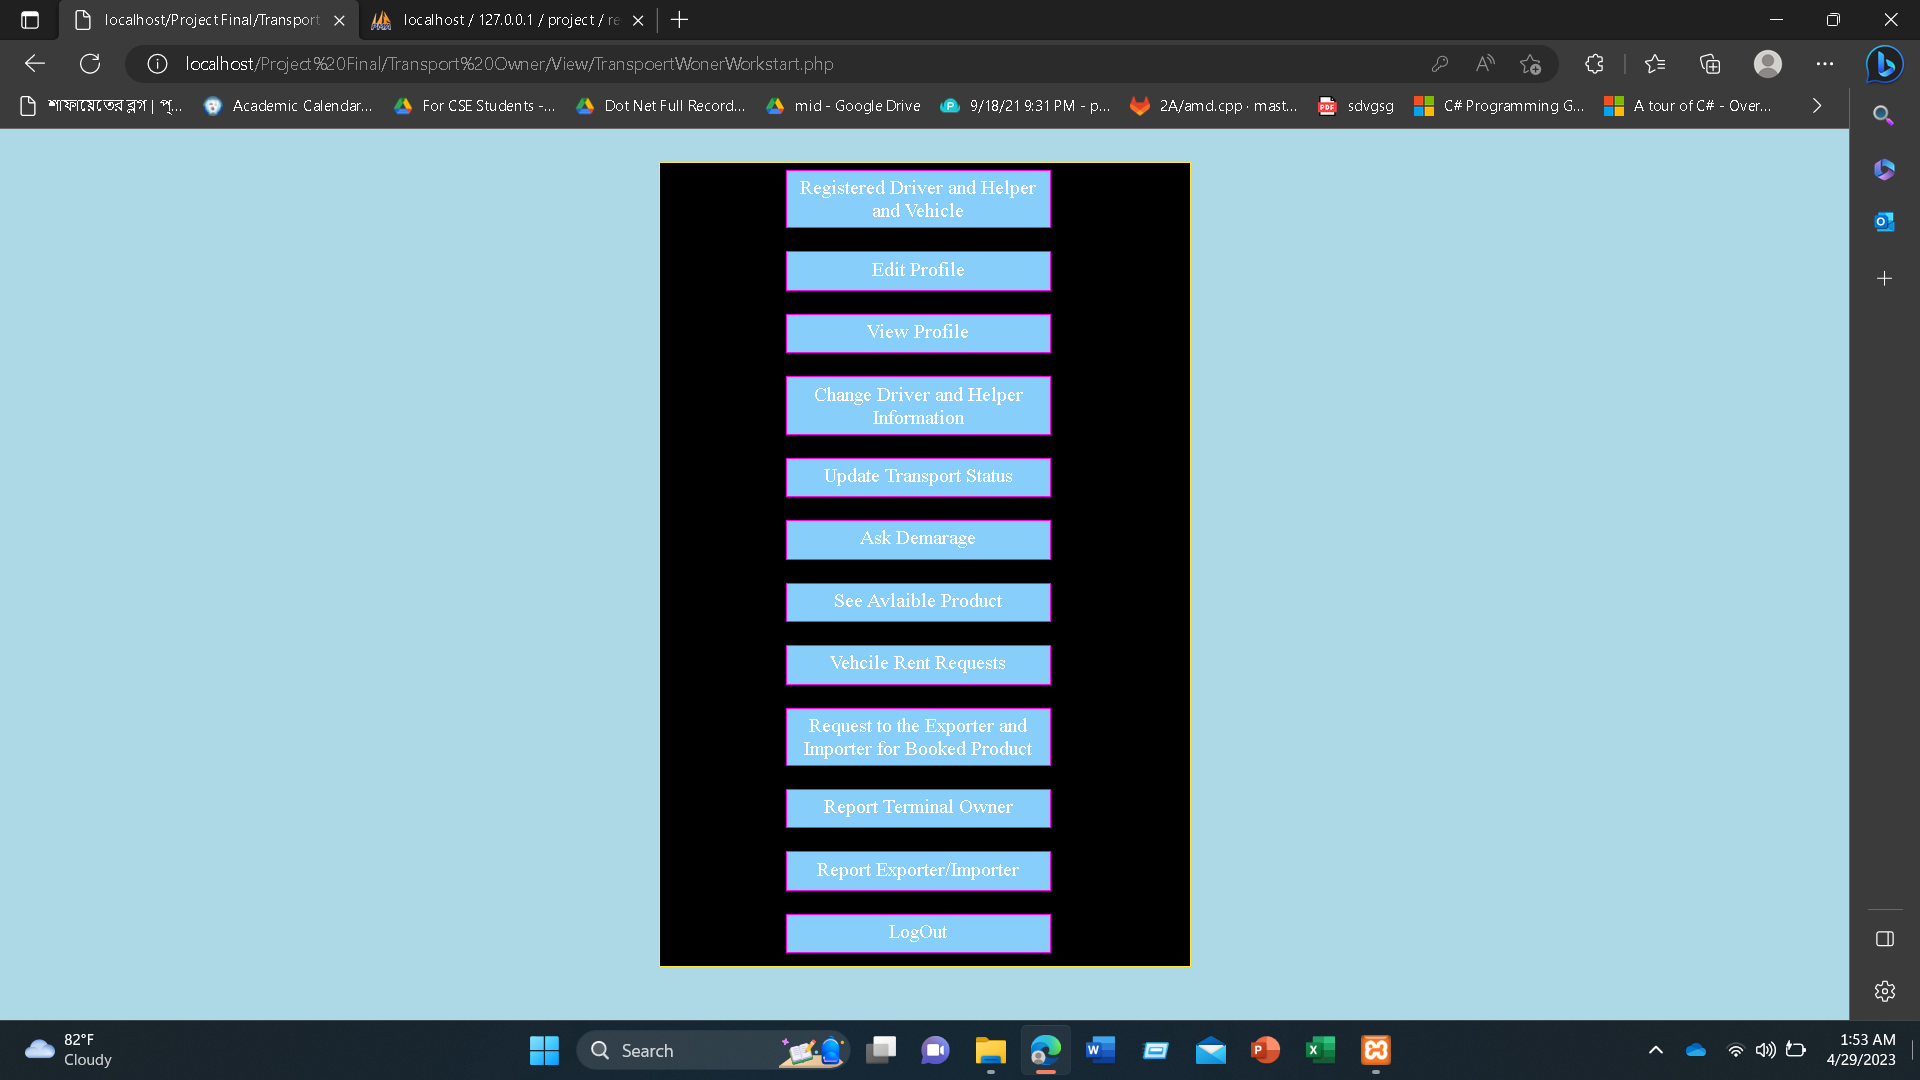 localhost/Project Final/Transport
localhost / 127.0.0.1 / project / re
localhost/Project%20Final/Transport%20Owner/View/TranspoertWonerWorkstart.php
শাফায়েতের ব্লগ | পৃ...
Academic Calendar...
For CSE Students -...
Dot Net Full Record...
mid - Google Drive
9/18/21 9:31 PM - p...
2A/amd.cpp · mast...
sdvgsg
C# Programming G...
A tour of C# - Over...
Registered Driver and Helper
and Vehicle
Edit Profile
View Profile
Change Driver and Helper
Information
Update Transport Status
Ask Demarage
See Avlaible Product
Vehcile Rent Requests
Request to the Exporter and
Importer for Booked Product
Report Terminal Owner
Report Exporter/Importer
LogOut
82°F
Cloudy
Search
1:53 AM
4/29/2023